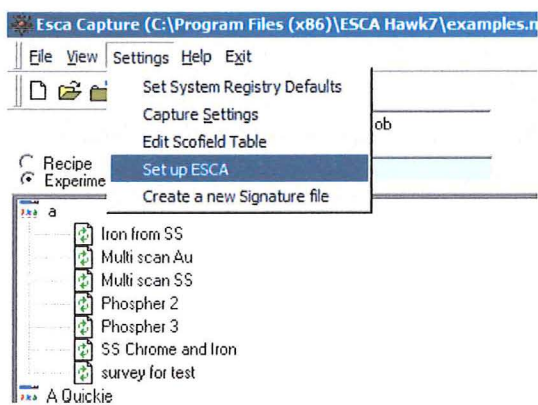 Esca Capture (C:\Program Files (x86)\ESCA Hawk7\examples.n
File View Settings Help Exit
Set System Registry Defaults
Capture Settings
ob
Edit Scofield Table
Recipe
Set up ESCA
Experime
Create a new Signature file
a
Iron from SS
Multi scan Au
Multi scan SS
Phospher 2
Phospher 3
SS Chrome and Iron
survey for test
A Quickie